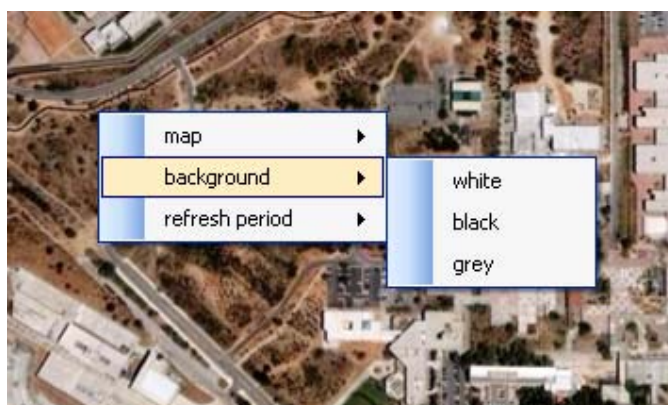 map
background
refresh period
white
black
grey